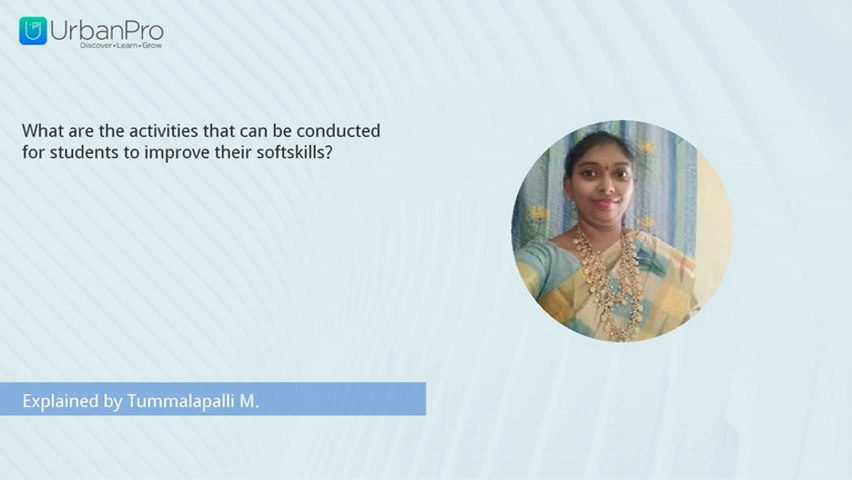 UrbanPro
Discover•Learn•Grow
What are the activities that can be conducted
for students to improve their softskills?
Explained by Tummalapalli M.